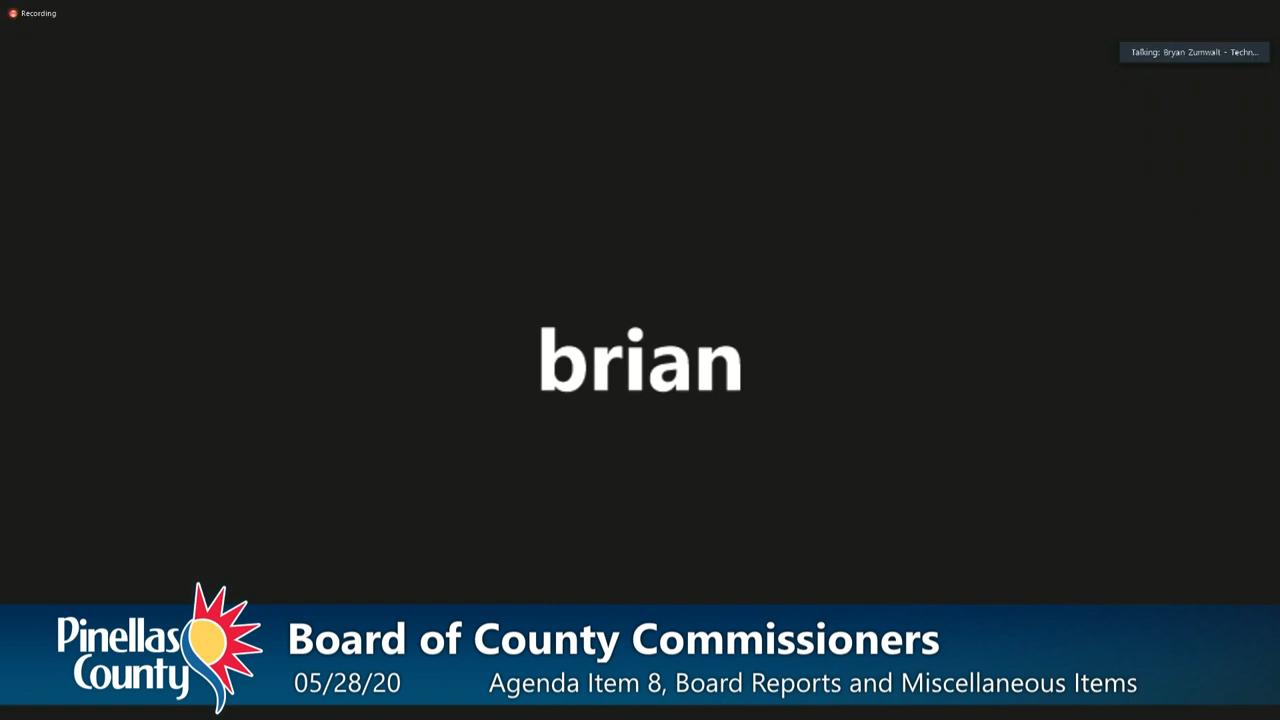 Recording
Talking: Bryan Zumwalt - Techn...
brian
Pinellas
County
Board of County Commissioners
05/28/20
Agenda Item 8, Board Reports and Miscellaneous Items